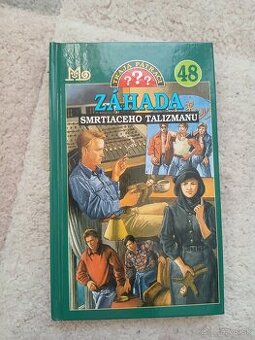 TRAJA PÁTRAČI
???
48
ZÁHADA
SMRTIACEHO TALIZMANU